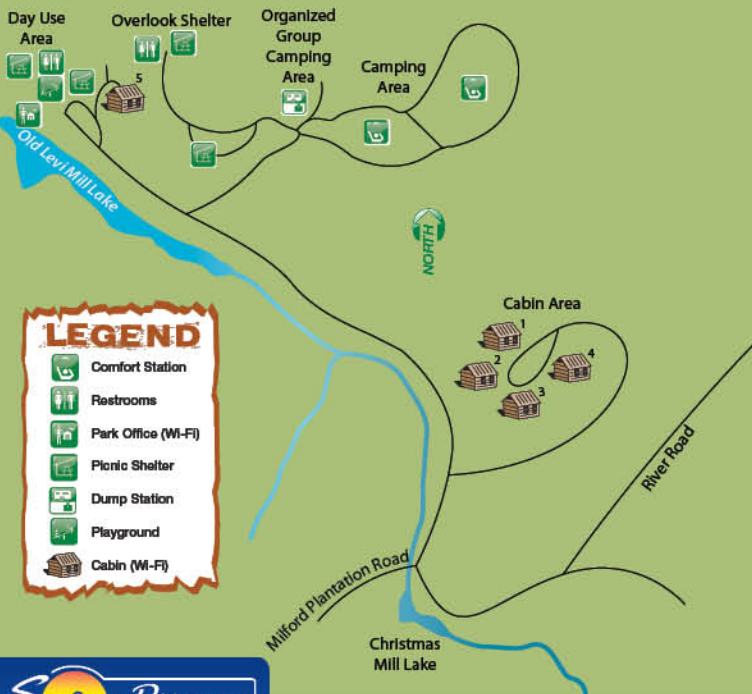 Day Use
Area
Overlook Shelter
Organized
Group
Camping
Area
Camping
Area
5
Old Levi Mill Lake
NORTH
Cabin Area
1
2
3
4
LEGEND
Comfort Station
Restrooms
Park Office (Wi-Fi)
Picnic Shelter
Dump Station
Playground
Cabin (Wi-Fi)
River Road
Milford Plantation Road
Christmas
Mill Lake